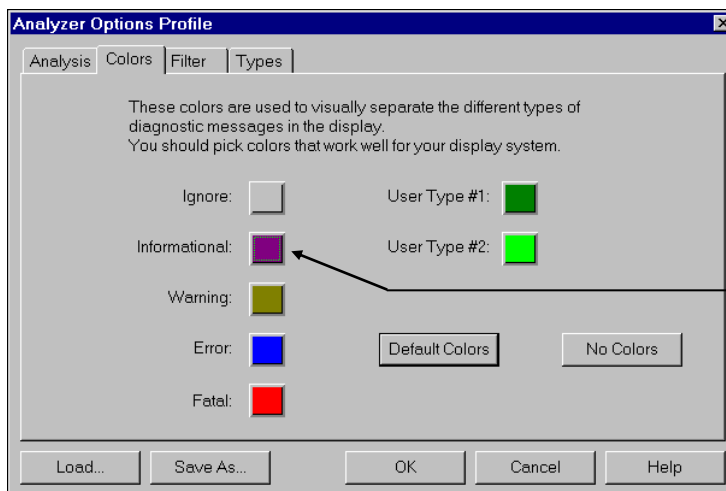 Analyzer Options Profile
Analysis Colors Filter Types
These colors are used to visually separate the different types of
diagnostic messages in the display.
You should pick colors that work well for your display system.
Ignore: User Type #1:
Informational: User Type #2:
Warning:
Error: Default Colors No Colors
Fatal:
Load... Save As... OK Cancel Help